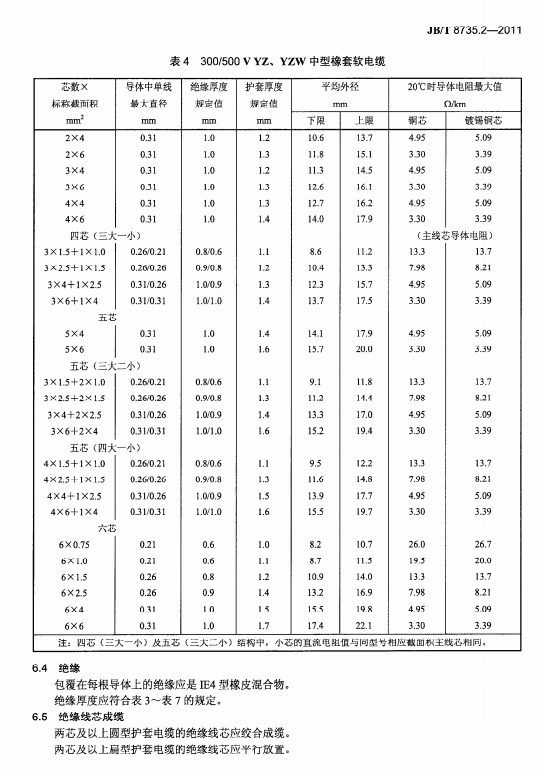 JB/T 8735.2—2011
表 4 300/500 V YZ、YZW 中型橡套软电缆
芯数× 导体中单线 绝缘厚度 护套厚度 平均外径 20℃时导体电阻最大值
标称截面积 最大直径 规定值 规定值 mm Ω/km
mm² mm mm mm 下限 上限 铜芯 镀锡铜芯
2×4 0.31 1.0 1.2 10.6 13.7 4.95 5.09
2×6 0.31 1.0 1.3 11.8 15.1 3.30 3.39
3×4 0.31 1.0 1.2 11.3 14.5 4.95 5.09
3×6 0.31 1.0 1.3 12.6 16.1 3.30 3.39
4×4 0.31 1.0 1.3 12.7 16.2 4.95 5.09
4×6 0.31 1.0 1.4 14.0 17.9 3.30 3.39
四芯（三大一小） （主线芯导体电阻）
3×1.5+1×1.0 0.26/0.21 0.8/0.6 1.1 8.6 11.2 13.3 13.7
3×2.5+1×1.5 0.26/0.26 0.9/0.8 1.2 10.4 13.3 7.98 8.21
3×4+1×2.5 0.31/0.26 1.0/0.9 1.3 12.3 15.7 4.95 5.09
3×6+1×4 0.31/0.31 1.0/1.0 1.4 13.7 17.5 3.30 3.39
五芯
5×4 0.31 1.0 1.4 14.1 17.9 4.95 5.09
5×6 0.31 1.0 1.6 15.7 20.0 3.30 3.39
五芯（三大二小）
3×1.5+2×1.0 0.26/0.21 0.8/0.6 1.1 9.1 11.8 13.3 13.7
3×2.5+2×1.5 0.26/0.26 0.9/0.8 1.3 11.2 14.4 7.98 8.21
3×4+2×2.5 0.31/0.26 1.0/0.9 1.4 13.3 17.0 4.95 5.09
3×6+2×4 0.31/0.31 1.0/1.0 1.6 15.2 19.4 3.30 3.39
五芯（四大一小）
4×1.5+1×1.0 0.26/0.21 0.8/0.6 1.1 9.5 12.2 13.3 13.7
4×2.5+1×1.5 0.26/0.26 0.9/0.8 1.3 11.6 14.8 7.98 8.21
4×4+1×2.5 0.31/0.26 1.0/0.9 1.5 13.9 17.7 4.95 5.09
4×6+1×4 0.31/0.31 1.0/1.0 1.6 15.5 19.7 3.30 3.39
六芯
6×0.75 0.21 0.6 1.0 8.2 10.7 26.0 26.7
6×1.0 0.21 0.6 1.1 8.7 11.5 19.5 20.0
6×1.5 0.26 0.8 1.2 10.9 14.0 13.3 13.7
6×2.5 0.26 0.9 1.4 13.2 16.9 7.98 8.21
6×4 0.31 1.0 1.5 15.5 19.8 4.95 5.09
6×6 0.31 1.0 1.7 17.4 22.1 3.30 3.39
注：四芯（三大一小）及五芯（三大二小）结构中，小芯的直流电阻值与同型号相应截面积主线芯相同。
6.4 绝缘
包覆在每根导体上的绝缘应是 IE4 型橡皮混合物。
绝缘厚度应符合表 3～表 7 的规定。
6.5 绝缘线芯成缆
两芯及以上圆型护套电缆的绝缘线芯应绞合成缆。
两芯及以上扁型护套电缆的绝缘线芯应平行放置。